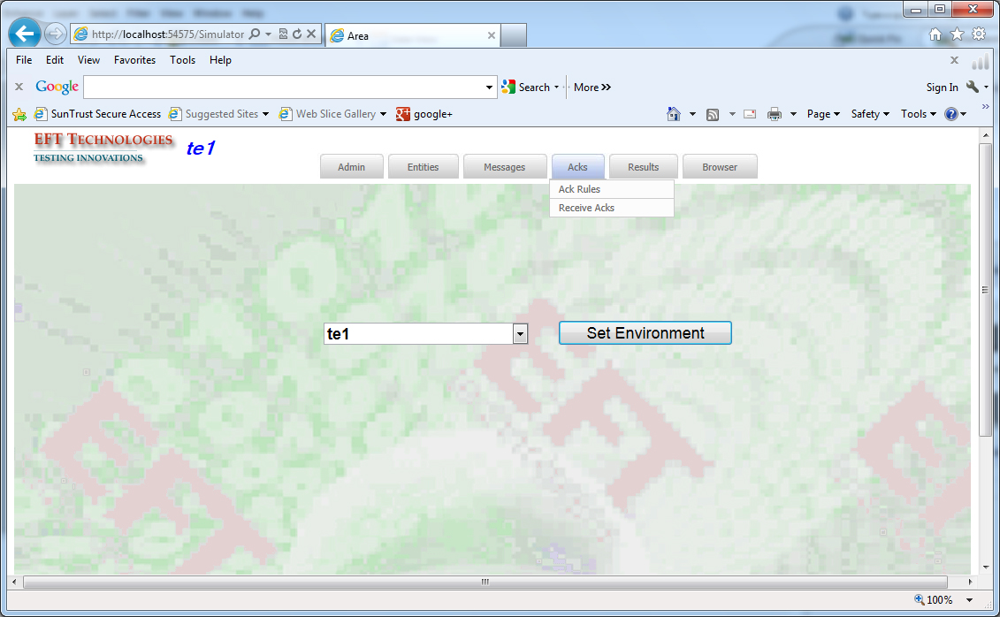 http://localhost:54575/Simulator
Area
File Edit View Favorites Tools Help
Google
Search More
Sign In
SunTrust Secure Access Suggested Sites Web Slice Gallery google+
Page Safety Tools
EFT TECHNOLOGIES
TESTING INNOVATIONS
te1
Admin Entities Messages Acks Results Browser
Ack Rules
Receive Acks
te1
Set Environment
EFT
EFT
E
100%